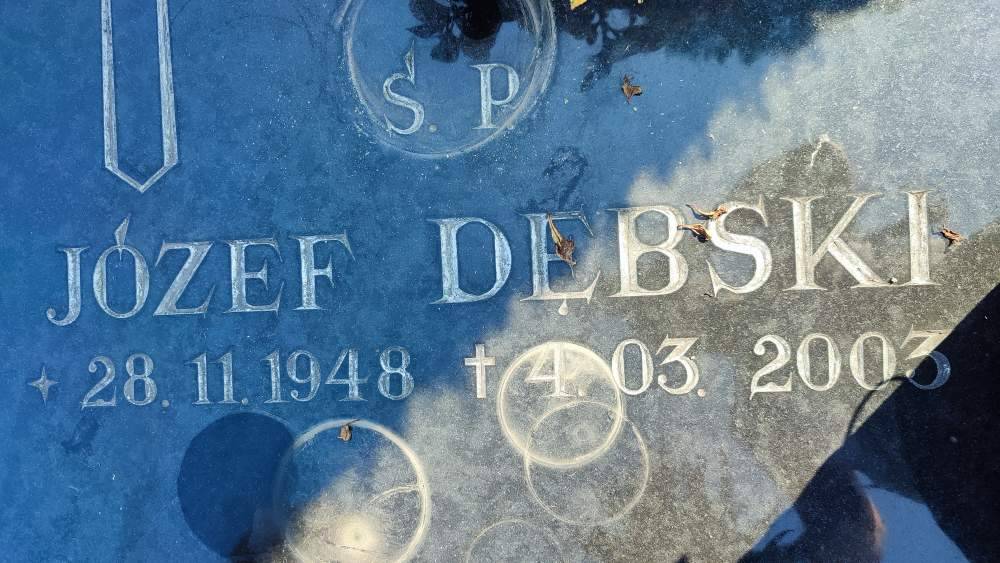 Ś. P
JÓZEF DĘBSKI
28. 11. 1948 † 4. 03. 2003